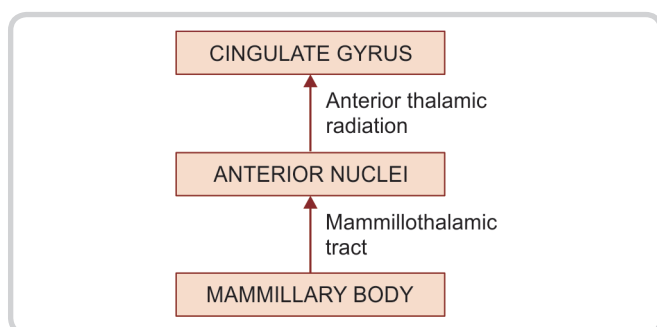 CINGULATE GYRUS
Anterior thalamic
radiation
ANTERIOR NUCLEI
Mammillothalamic
tract
MAMMILLARY BODY